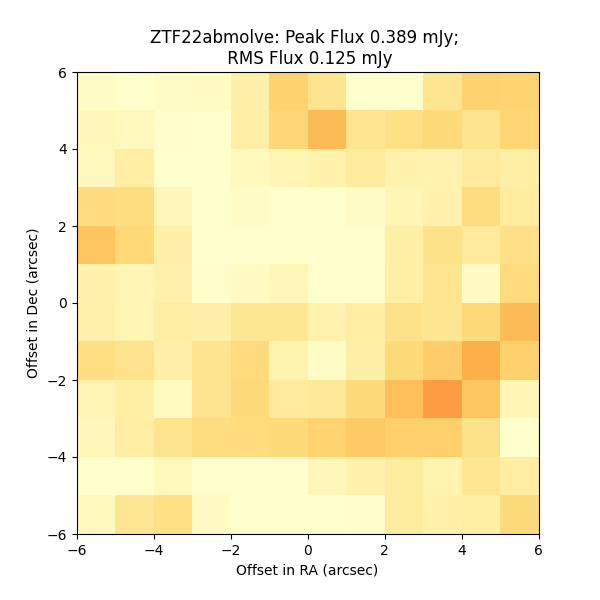 ZTF22abmolve: Peak Flux 0.389 mJy;
RMS Flux 0.125 mJy
6
4
2
0
−2
−4
−6
Offset in Dec (arcsec)
−6 −4 −2 0 2 4 6
Offset in RA (arcsec)